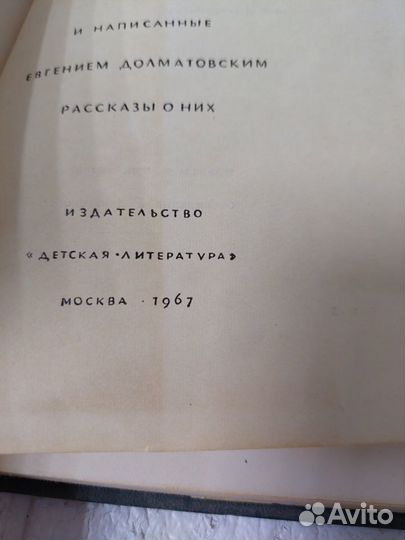 И НАПИСАННЫЕ
ЕВГЕНИЕМ ДОЛМАТОВСКИМ
РАССКАЗЫ О НИХ
ИЗДАТЕЛЬСТВО
«ДЕТСКАЯ·ЛИТЕРАТУРА»
МОСКВА · 1967
Avito